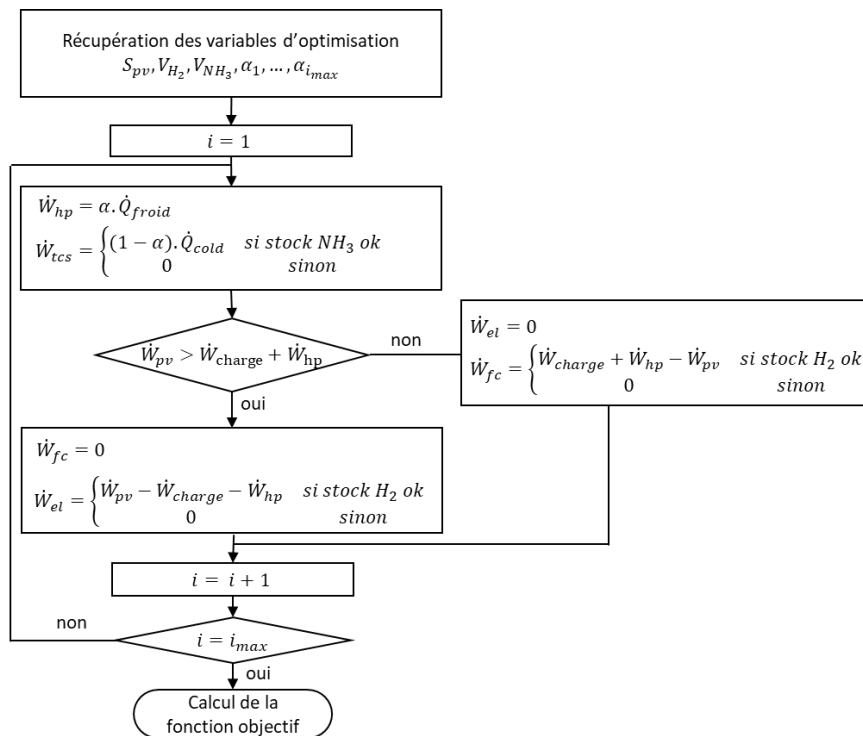 Récupération des variables d'optimisation
S_pv, V_H₂, V_NH₃, α₁, ..., α_i_max
i = 1
Ẇ_hp = α. Q̇_froid
Ẇ_tcs = { (1 − α). Q̇_cold si stock NH₃ ok
0 sinon
Ẇ_pv > Ẇ_charge + Ẇ_hp
non
Ẇ_el = 0
Ẇ_fc = { Ẇ_charge + Ẇ_hp − Ẇ_pv si stock H₂ ok
0 sinon
oui
Ẇ_fc = 0
Ẇ_el = { Ẇ_pv − Ẇ_charge − Ẇ_hp si stock H₂ ok
0 sinon
i = i + 1
non
i = i_max
oui
Calcul de la
fonction objectif